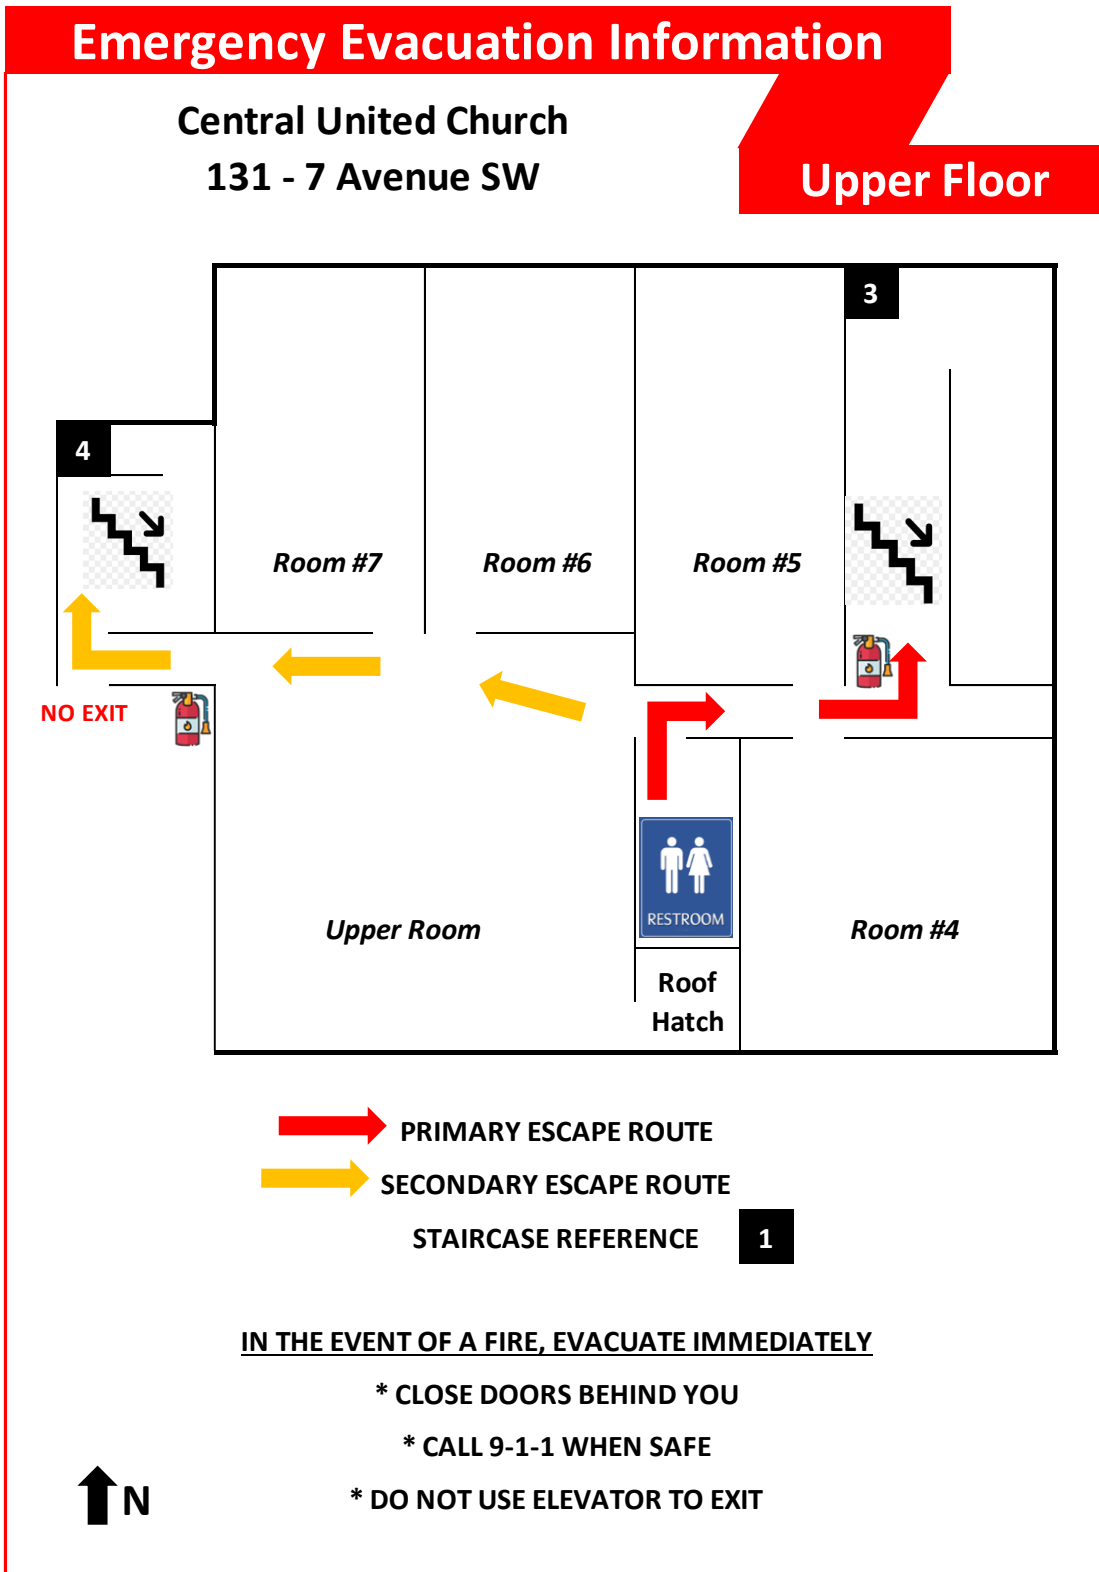 Emergency Evacuation Information
Central United Church
131 - 7 Avenue SW
Upper Floor
3
4
Room #7
Room #6
Room #5
NO EXIT
RESTROOM
Upper Room
Room #4
Roof
Hatch
PRIMARY ESCAPE ROUTE
SECONDARY ESCAPE ROUTE
STAIRCASE REFERENCE 1
IN THE EVENT OF A FIRE, EVACUATE IMMEDIATELY
* CLOSE DOORS BEHIND YOU
* CALL 9-1-1 WHEN SAFE
* DO NOT USE ELEVATOR TO EXIT
N